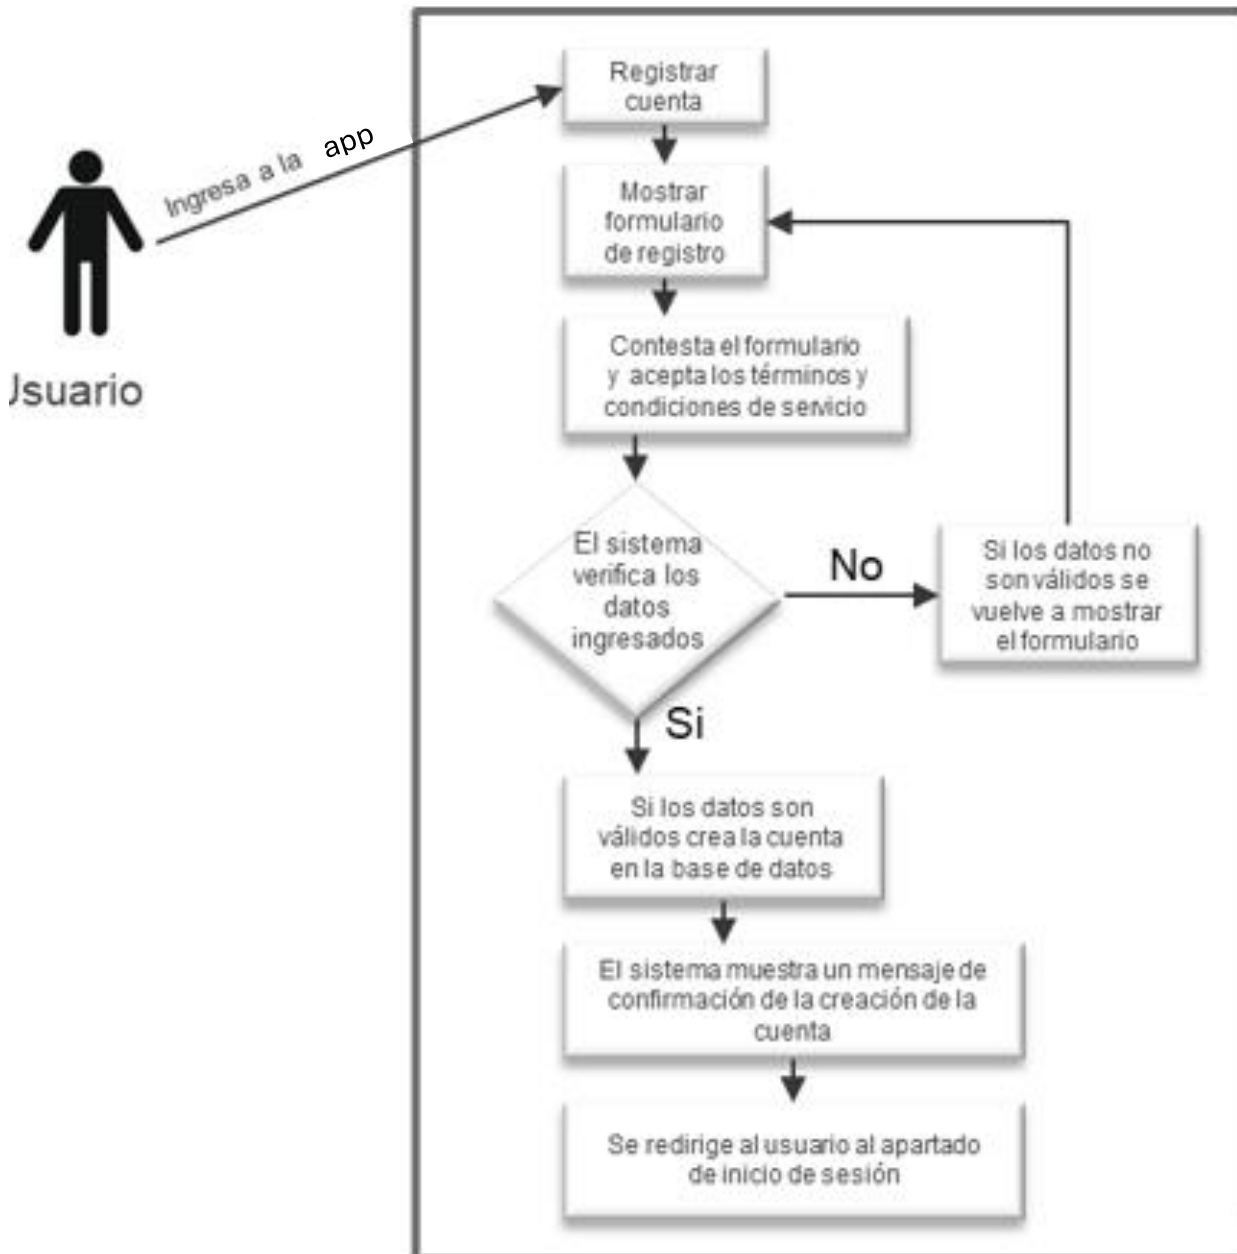 Registrar
cuenta
Ingresa a la app
Mostrar
formulario
de registro
Usuario
Contesta el formulario
y acepta los términos y
condiciones de servicio
El sistema
verifica los
datos
ingresados
No
Si los datos no
son válidos se
vuelve a mostrar
el formulario
Si
Si los datos son
válidos crea la cuenta
en la base de datos
El sistema muestra un mensaje de
confirmación de la creación de la
cuenta
Se redirige al usuario al apartado
de inicio de sesión